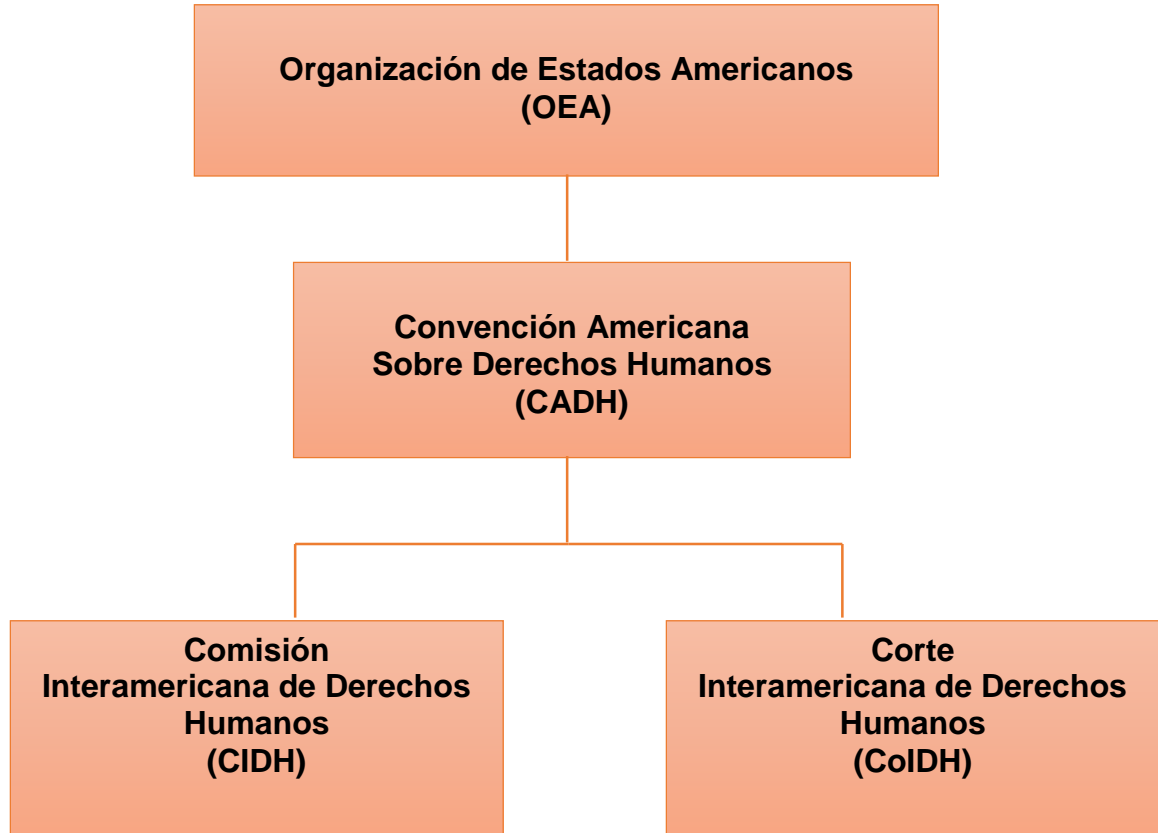 Organización de Estados Americanos
(OEA)
Convención Americana
Sobre Derechos Humanos
(CADH)
Comisión
Interamericana de Derechos
Humanos
(CIDH)
Corte
Interamericana de Derechos
Humanos
(CoIDH)